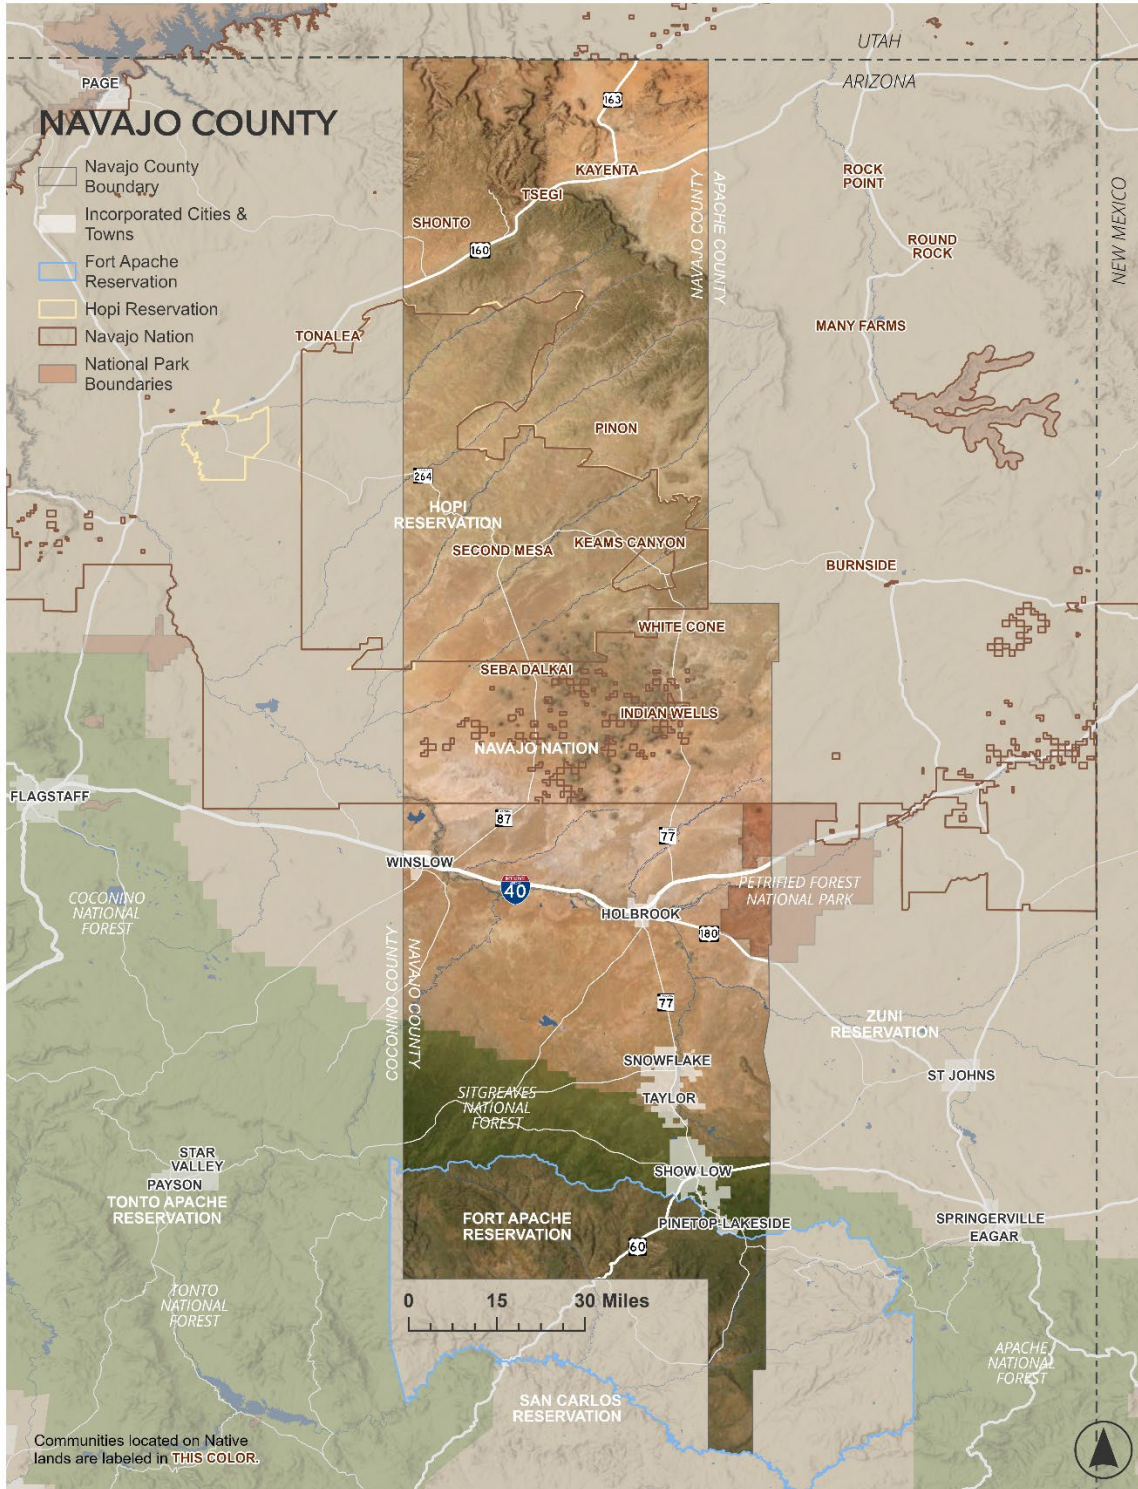 UTAH
ARIZONA
PAGE
NAVAJO COUNTY
Navajo County
Boundary
Incorporated Cities &
Towns
Fort Apache
Reservation
Hopi Reservation
Navajo Nation
National Park
Boundaries
163
KAYENTA
TSEGI
SHONTO
160
NAVAJO COUNTY
APACHE COUNTY
ROCK
POINT
NEW MEXICO
ROUND
ROCK
TONALEA
MANY FARMS
PINON
264
HOPI
RESERVATION
SECOND MESA
KEAMS CANYON
BURNSIDE
WHITE CONE
SEBA DALKAI
INDIAN WELLS
NAVAJO NATION
FLAGSTAFF
87
77
WINSLOW
INTERSTATE
40
PETRIFIED FOREST
NATIONAL PARK
COCONINO
NATIONAL
FOREST
HOLBROOK
180
COCONINO COUNTY
NAVAJO COUNTY
77
ZUNI
RESERVATION
SNOWFLAKE
ST JOHNS
SITGREAVES
NATIONAL
FOREST
TAYLOR
STAR
VALLEY
PAYSON
TONTO APACHE
RESERVATION
SHOW LOW
FORT APACHE
RESERVATION
PINETOP-LAKESIDE
SPRINGERVILLE
EAGAR
60
TONTO
NATIONAL
FOREST
0 15 30 Miles
APACHE
NATIONAL
FOREST
SAN CARLOS
RESERVATION
Communities located on Native
lands are labeled in THIS COLOR.